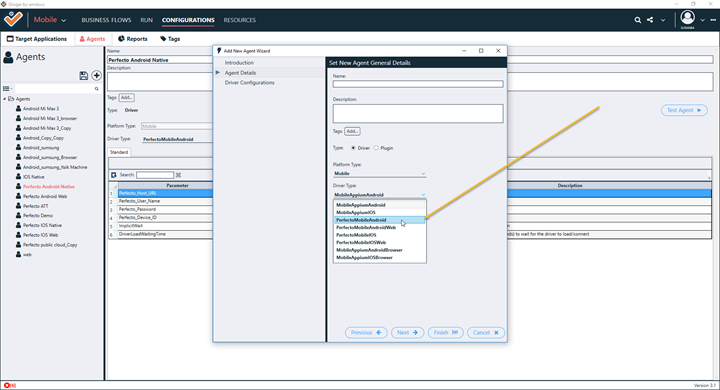 Ginger by amdocs
Mobile
BUSINESS FLOWS
RUN
CONFIGURATIONS
RESOURCES
Target Applications
Agents
Reports
Tags
Agents
Search:
Agents
Android Mi Max 3
Android Mi Max 3_browser
Android Mi Max 3_Copy
Android_Copy_Copy
Android_sumsung
Android_sumsung_Browser
Android_sumsung_Itsik Machine
IOS Native
Perfecto Android Native
Perfecto Android Web
Perfecto ATT
Perfecto Demo
Perfecto IOS Native
Perfecto IOS Web
Perfecto public cloud_Copy
web
Name:
Perfecto Android Native
Description:
Tags: Add...
Type: Driver
Platform Type: Mobile
Driver Type: PerfectoMobileAndroid
Standard
Search:
Parameter
Description
1 Perfecto_Host_URL
2 Perfecto_User_Name
3 Perfecto_Password
4 Perfecto_Device_ID
5 ImplicitWait
6 DriverLoadWaitingTime
to wait for the driver to load/connect
Test Agent
Add New Agent Wizard
Introduction
Agent Details
Driver Configurations
Set New Agent General Details
Name:
Description:
Tags: Add...
Type: Driver Plugin
Platform Type:
Mobile
Driver Type:
MobileAppiumAndroid
MobileAppiumAndroid
MobileAppiumIOS
PerfectoMobileAndroid
PerfectoMobileAndroidWeb
PerfectoMobileIOS
PerfectoMobileIOSWeb
MobileAppiumAndroidBrowser
MobileAppiumIOSBrowser
Previous
Next
Finish
Cancel
Version 3.1